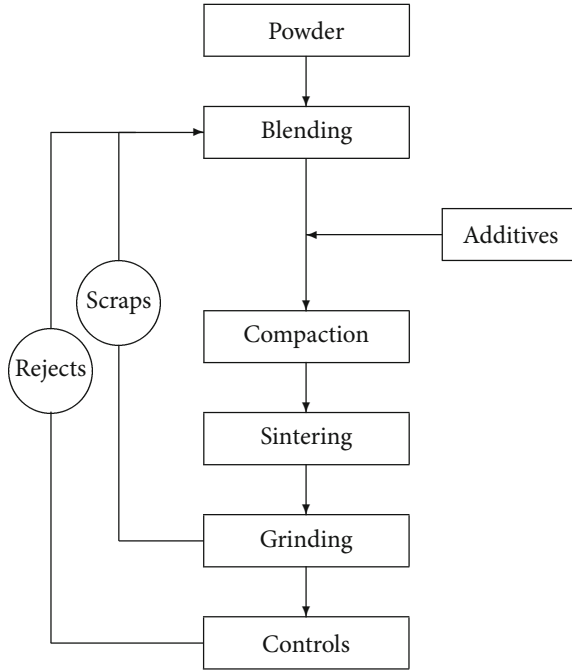 Powder
Blending
Additives
Scraps
Compaction
Rejects
Sintering
Grinding
Controls